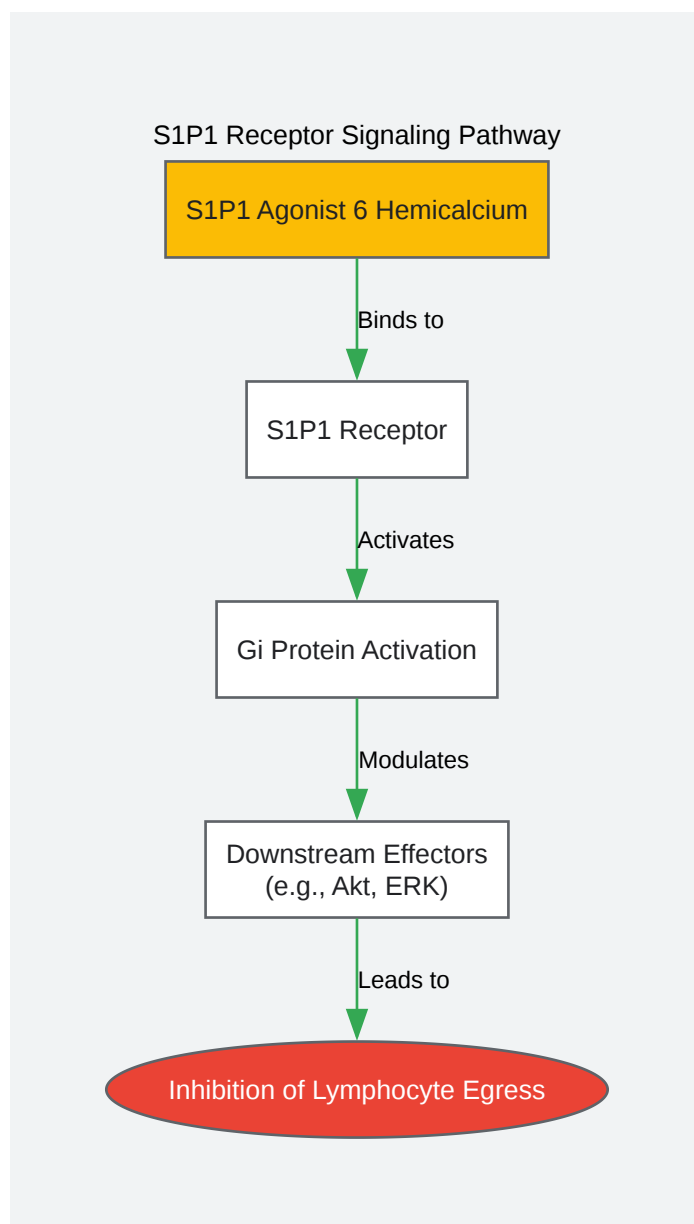 S1P1 Receptor Signaling Pathway
S1P1 Agonist 6 Hemicalcium
Binds to
S1P1 Receptor
Activates
Gi Protein Activation
Modulates
Downstream Effectors
(e.g., Akt, ERK)
Leads to
Inhibition of Lymphocyte Egress